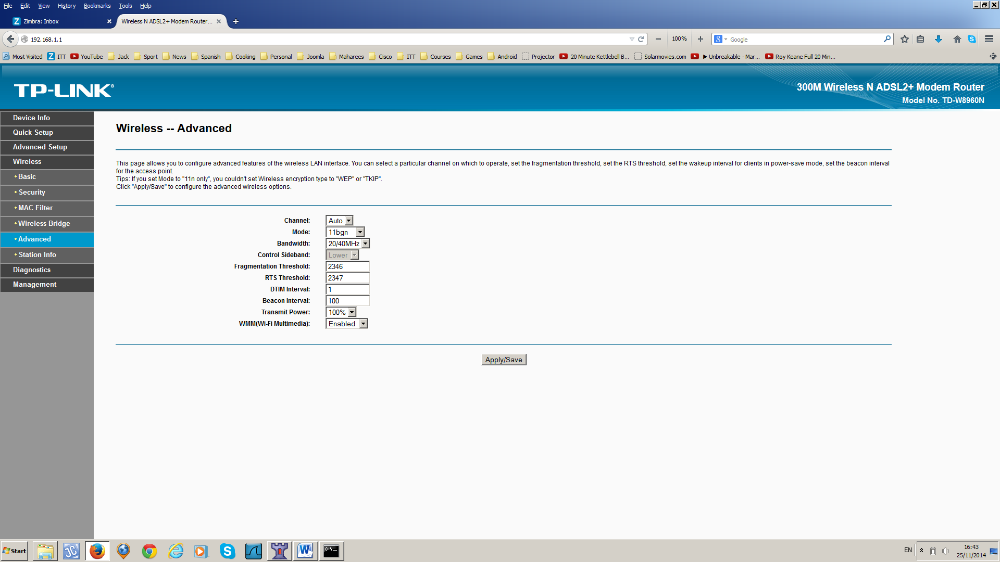 File Edit View History Bookmarks Tools Help
Z Zimbra: Inbox
Wireless N ADSL2+ Modem Router...
192.168.1.1
100%
8 Google
Most Visited Z ITT YouTube Jack Sport News Spanish Cooking Personal Joomla Maharees Cisco ITT Courses Games Android Projector 20 Minute Kettlebell B... Solarmovies.com ▶ Unbreakable - Mar... Roy Keane Full 20 Min...
TP-LINK®
300M Wireless N ADSL2+ Modem Router
Model No. TD-W8960N
Device Info
Quick Setup
Advanced Setup
Wireless
• Basic
• Security
• MAC Filter
• Wireless Bridge
• Advanced
• Station Info
Diagnostics
Management
Wireless -- Advanced
This page allows you to configure advanced features of the wireless LAN interface. You can select a particular channel on which to operate, set the fragmentation threshold, set the RTS threshold, set the wakeup interval for clients in power-save mode, set the beacon interval
for the access point.
Tips: If you set Mode to "11n only", you couldn't set Wireless encryption type to "WEP" or "TKIP".
Click "Apply/Save" to configure the advanced wireless options.
Channel: Auto
Mode: 11bgn
Bandwidth: 20/40MHz
Control Sideband: Lower
Fragmentation Threshold: 2346
RTS Threshold: 2347
DTIM Interval: 1
Beacon Interval: 100
Transmit Power: 100%
WMM(Wi-Fi Multimedia): Enabled
Apply/Save
Start
JC
S
W
C:\
EN
16:43
25/11/2014